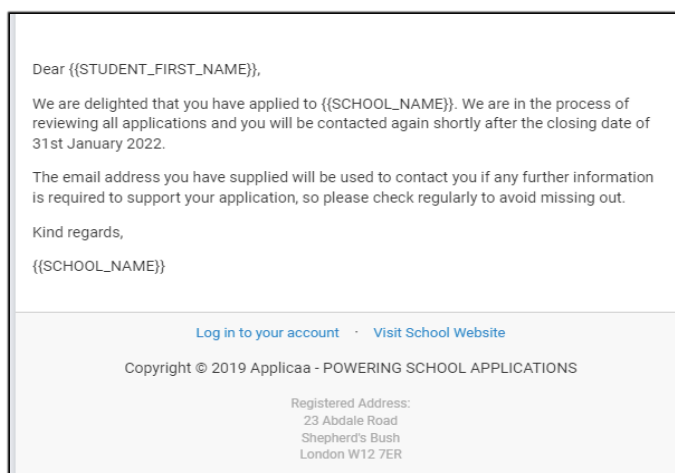 Dear {{STUDENT_FIRST_NAME}},
We are delighted that you have applied to {{SCHOOL_NAME}}. We are in the process of
reviewing all applications and you will be contacted again shortly after the closing date of
31st January 2022.
The email address you have supplied will be used to contact you if any further information
is required to support your application, so please check regularly to avoid missing out.
Kind regards,
{{SCHOOL_NAME}}
Log in to your account · Visit School Website
Copyright © 2019 Applicaa - POWERING SCHOOL APPLICATIONS
Registered Address:
23 Abdale Road
Shepherd's Bush
London W12 7ER